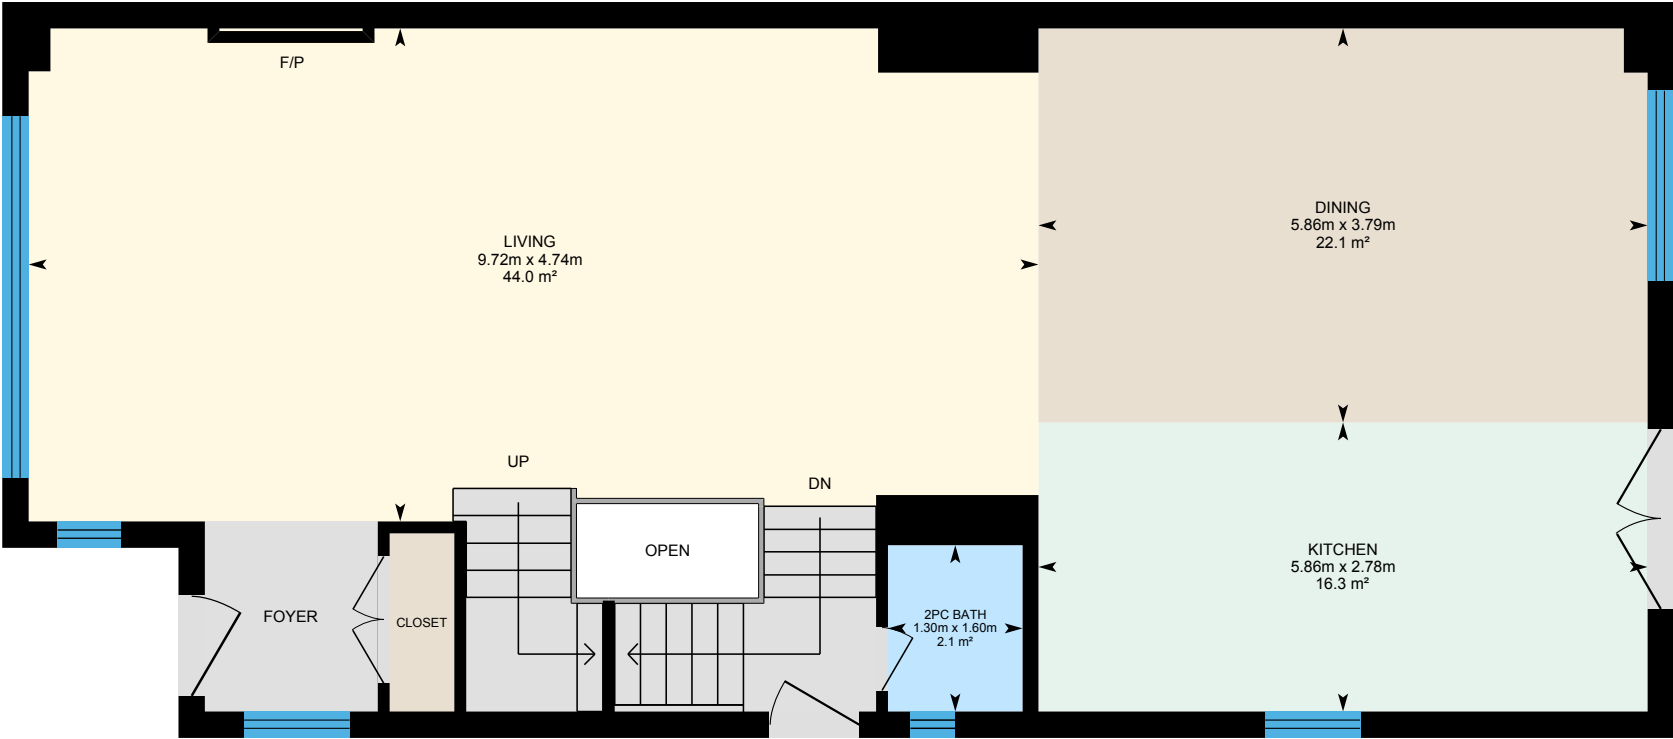 F/P
LIVING
9.72m x 4.74m
44.0 m²
DINING
5.86m x 3.79m
22.1 m²
UP
DN
OPEN
KITCHEN
5.86m x 2.78m
16.3 m²
FOYER
CLOSET
2PC BATH
1.30m x 1.60m
2.1 m²